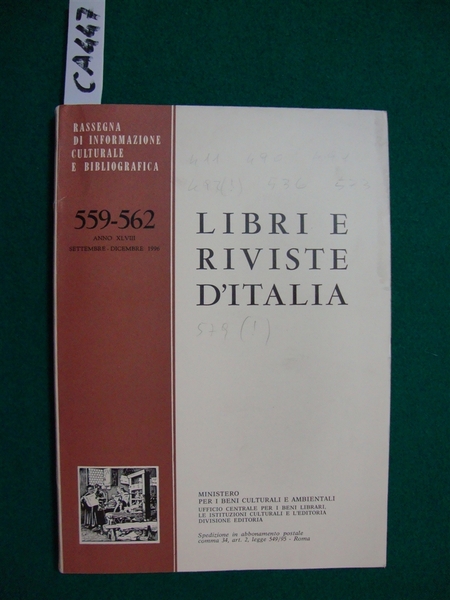 CA447
RASSEGNA
DI INFORMAZIONE
CULTURALE
E BIBLIOGRAFICA
559-562
ANNO XLVIII
SETTEMBRE-DICEMBRE 1996
LIBRI E
RIVISTE
D'ITALIA
579 (1)
MINISTERO
PER I BENI CULTURALI E AMBIENTALI
UFFICIO CENTRALE PER I BENI LIBRARI,
LE ISTITUZIONI CULTURALI E L'EDITORIA
DIVISIONE EDITORIA
Spedizione in abbonamento postale
comma 34, art. 2, legge 549/95 - Roma